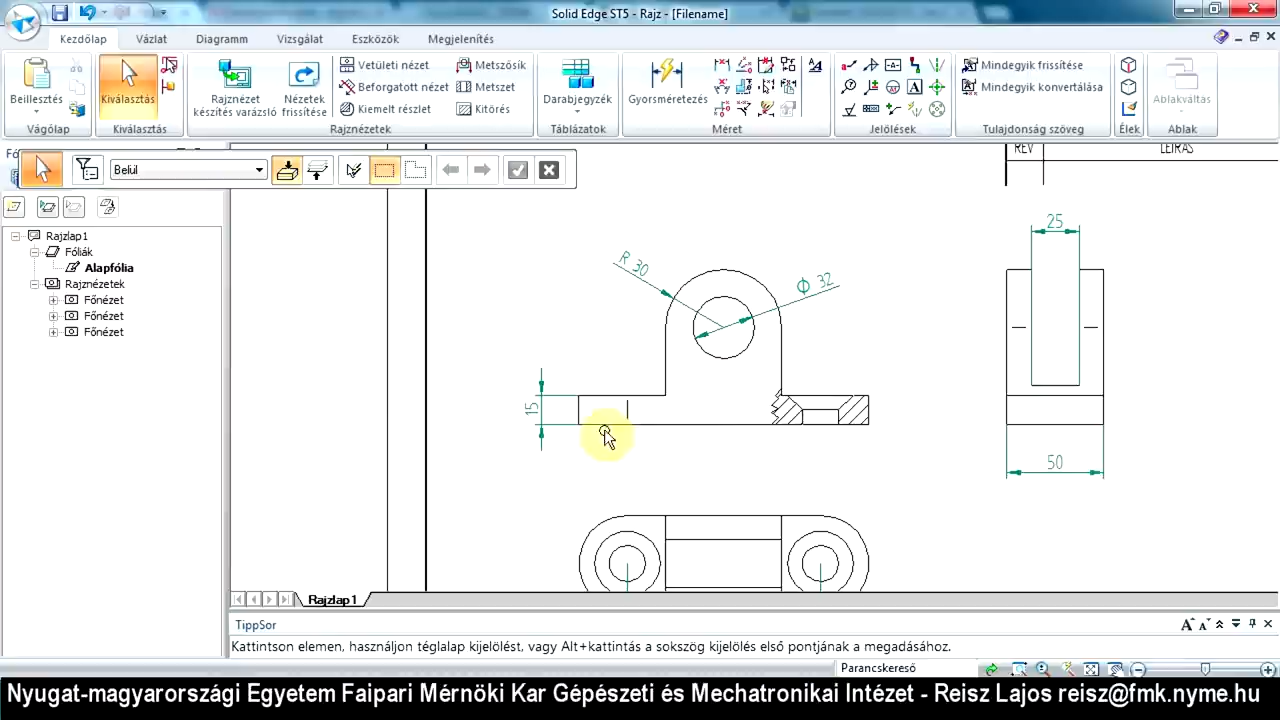 Solid Edge ST5 - Rajz - [Filename]
Kezdőlap Vázlat Diagramm Vizsgálat Eszközök Megjelenítés
Beillesztés
Kiválasztás
Rajznézet készítés varázsló
Nézetek frissítése
Vetületi nézet
Beforgatott nézet
Kiemelt részlet
Metszósík
Metszet
Kitörés
Darabjegyzék
Gyorsméretezés
Mindegyik frissítése
Mindegyik konvertálása
Ablakváltás
Vágólap Kiválasztás Rajznézetek Táblázatok Méret Jelölések Tulajdonság szöveg Élek Ablak
Belül
Rajzlap1
Fóliák
Alapfólia
Rajznézetek
Főnézet
Főnézet
Főnézet
REV LEÍRÁS
25
R 30
Φ 32
15
50
Rajzlap1
TippSor
Kattintson elemen, használjon téglalap kijelölést, vagy Alt+kattintás a sokszög kijelölés első pontjának a megadásához.
Parancskereső
Nyugat-magyarországi Egyetem Faipari Mérnöki Kar Gépészeti és Mechatronikai Intézet - Reisz Lajos reisz@fmk.nyme.hu